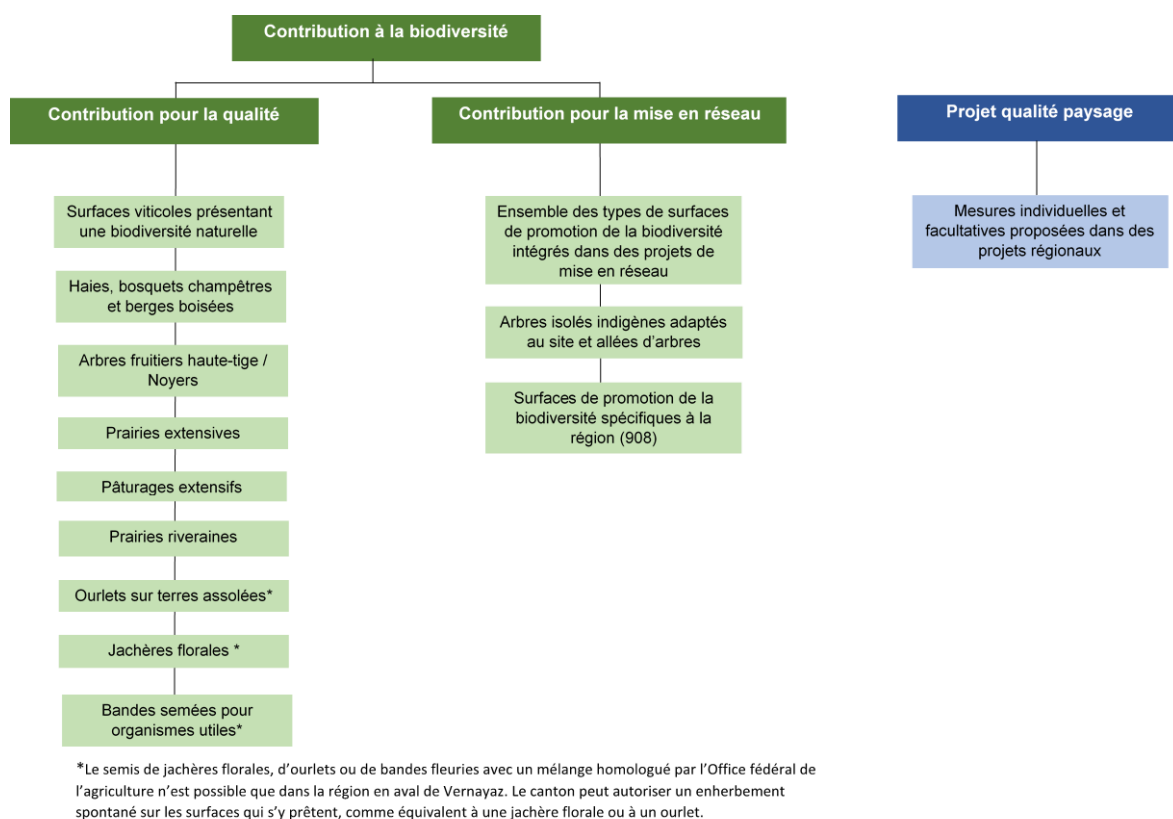 Contribution à la biodiversité
Contribution pour la qualité
Surfaces viticoles présentant
une biodiversité naturelle
Haies, bosquets champêtres
et berges boisées
Arbres fruitiers haute-tige /
Noyers
Prairies extensives
Pâturages extensifs
Prairies riveraines
Ourlets sur terres assolées*
Jachères florales *
Bandes semées pour
organismes utiles*
Contribution pour la mise en réseau
Ensemble des types de surfaces
de promotion de la biodiversité
intégrés dans des projets de
mise en réseau
Arbres isolés indigènes adaptés
au site et allées d’arbres
Surfaces de promotion de la
biodiversité spécifiques à la
région (908)
Projet qualité paysage
Mesures individuelles et
facultatives proposées dans des
projets régionaux
*Le semis de jachères florales, d’ourlets ou de bandes fleuries avec un mélange homologué par l’Office fédéral de
l’agriculture n’est possible que dans la région en aval de Vernayaz. Le canton peut autoriser un enherbement
spontané sur les surfaces qui s’y prêtent, comme équivalent à une jachère florale ou à un ourlet.